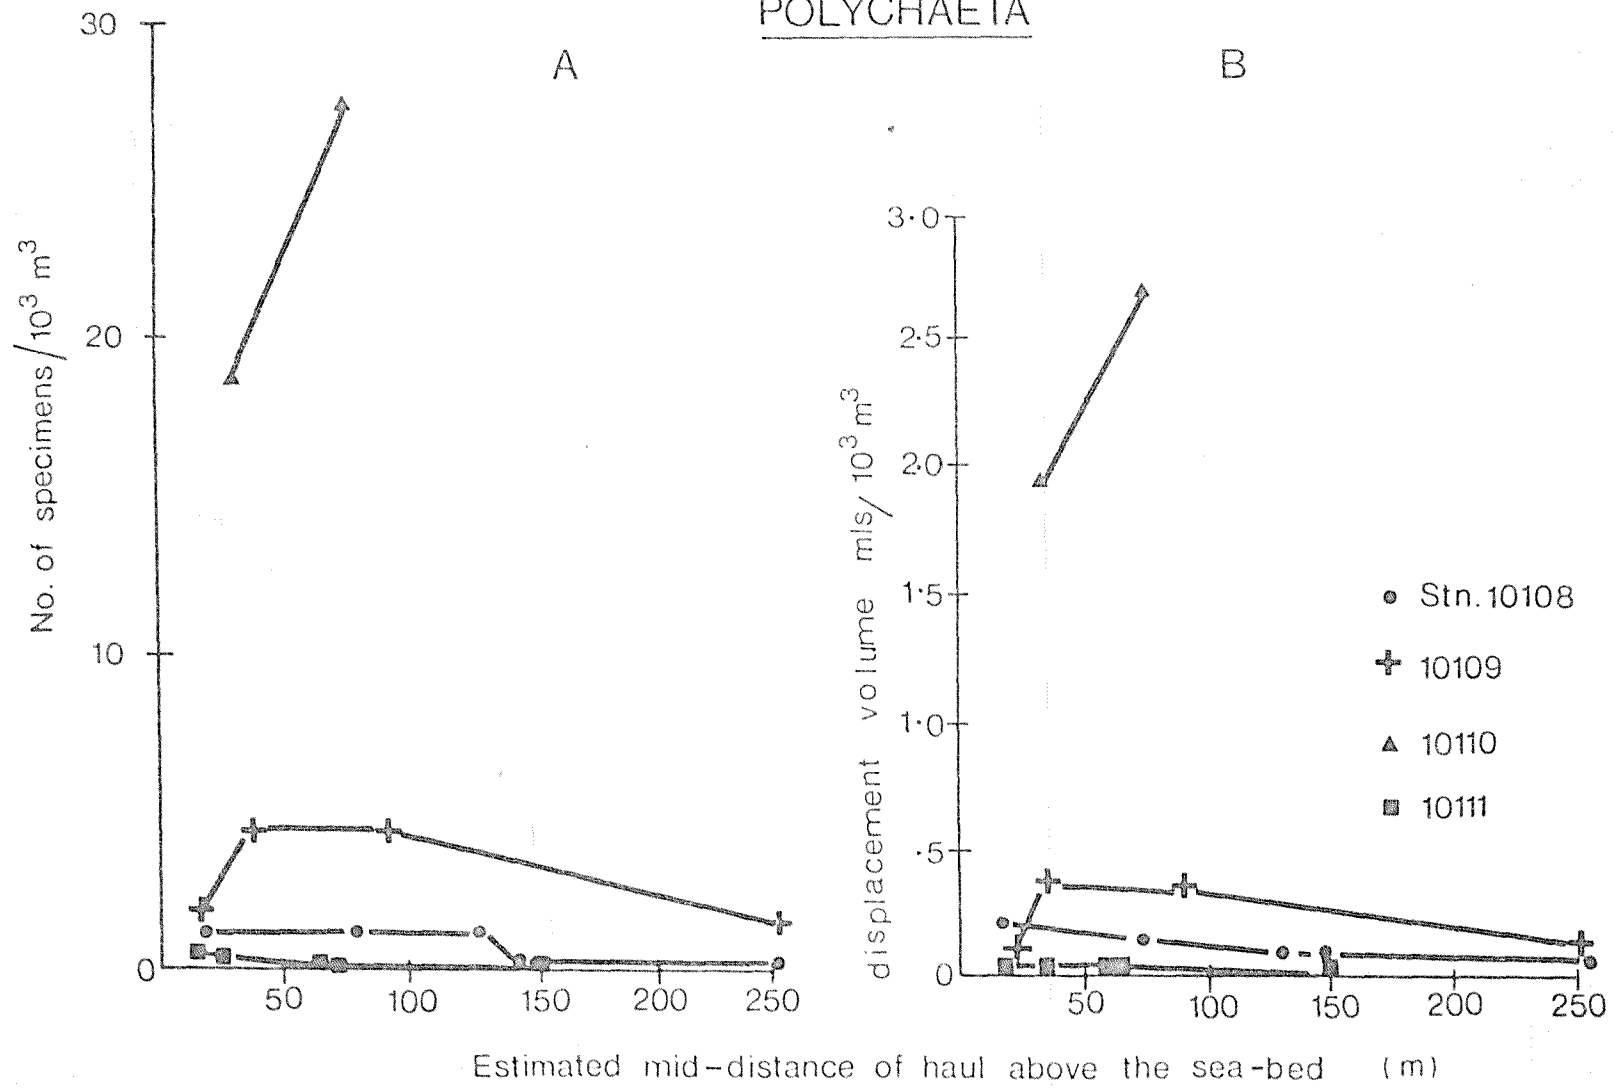 POLYCHAETA
A
B
30
20
10
0
No. of specimens/10³ m³
50 100 150 200 250
3·0
2·5
2·0
1·5
1·0
·5
0
displacement volume mls/10³ m³
50 100 150 200 250
Stn. 10108
10109
10110
10111
Estimated mid-distance of haul above the sea-bed (m)